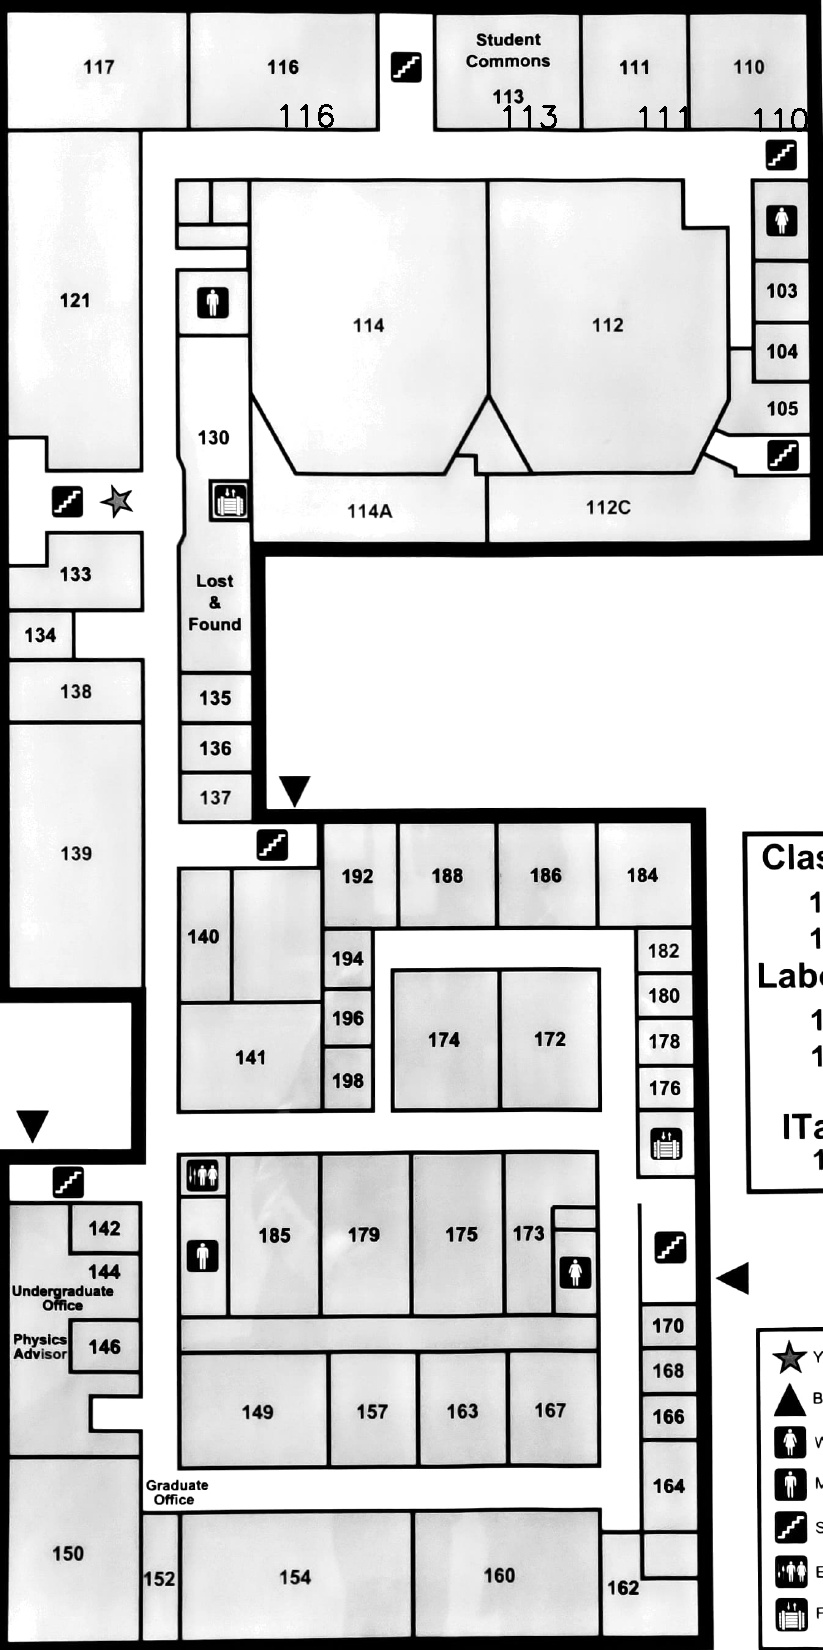 117
116
Student
Commons
113
111
110
116
113
111
110
121
114
112
103
104
105
130
114A
112C
133
Lost
&
Found
134
138
135
136
137
139
192
188
186
184
140
194
182
196
180
174
172
178
141
198
176
142
144
Undergraduate
Office
Physics
Advisor
146
185
179
175
173
170
168
149
157
163
167
166
Graduate
Office
164
150
152
154
160
162
Clas
1
1
Labo
1
1
ITa
1
Y
B
W
M
S
E
F